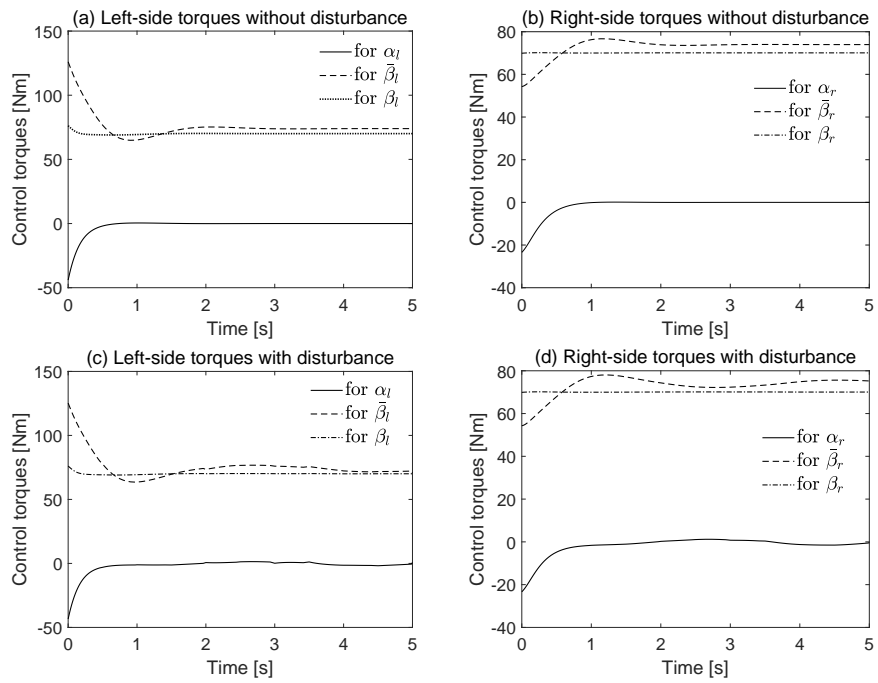 (a) Left-side torques without disturbance
150
100
50
0
-50
Control torques [Nm]
for α_l
for β̄_l
for β_l
0 1 2 3 4 5
Time [s]
(b) Right-side torques without disturbance
80
60
40
20
0
-20
-40
Control torques [Nm]
for α_r
for β̄_r
for β_r
0 1 2 3 4 5
Time [s]
(c) Left-side torques with disturbance
150
100
50
0
-50
Control torques [Nm]
for α_l
for β̄_l
for β_l
0 1 2 3 4 5
Time [s]
(d) Right-side torques with disturbance
80
60
40
20
0
-20
-40
Control torques [Nm]
for α_r
for β̄_r
for β_r
0 1 2 3 4 5
Time [s]